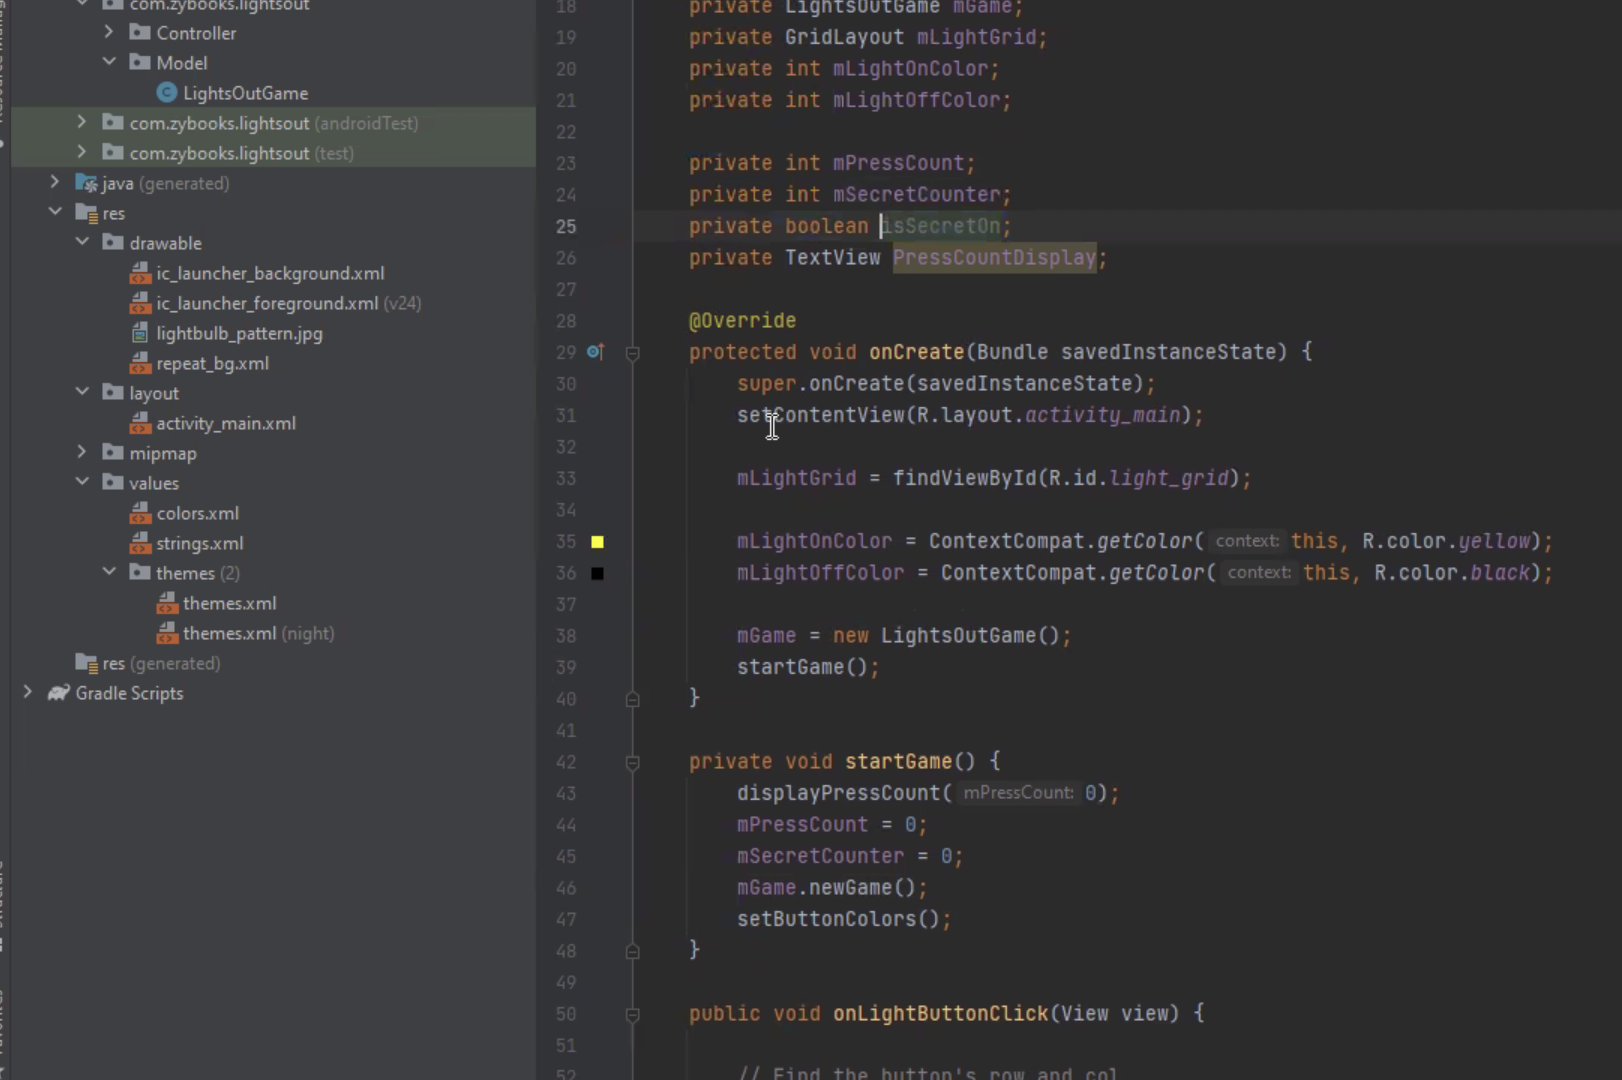 com.zybooks.lightsout
Controller
Model
LightsOutGame
com.zybooks.lightsout (androidTest)
com.zybooks.lightsout (test)
java (generated)
res
drawable
ic_launcher_background.xml
ic_launcher_foreground.xml (v24)
lightbulb_pattern.jpg
repeat_bg.xml
layout
activity_main.xml
mipmap
values
colors.xml
strings.xml
themes (2)
themes.xml
themes.xml (night)
res (generated)
Gradle Scripts
18 private LightsOutGame mGame;
19 private GridLayout mLightGrid;
20 private int mLightOnColor;
21 private int mLightOffColor;
22
23 private int mPressCount;
24 private int mSecretCounter;
25 private boolean isSecretOn;
26 private TextView PressCountDisplay;
27
28 @Override
29 protected void onCreate(Bundle savedInstanceState) {
30 super.onCreate(savedInstanceState);
31 setContentView(R.layout.activity_main);
32
33 mLightGrid = findViewById(R.id.light_grid);
34
35 mLightOnColor = ContextCompat.getColor( context: this, R.color.yellow);
36 mLightOffColor = ContextCompat.getColor( context: this, R.color.black);
37
38 mGame = new LightsOutGame();
39 startGame();
40 }
41
42 private void startGame() {
43 displayPressCount( mPressCount: 0);
44 mPressCount = 0;
45 mSecretCounter = 0;
46 mGame.newGame();
47 setButtonColors();
48 }
49
50 public void onLightButtonClick(View view) {
51
52 // Find the button's row and col